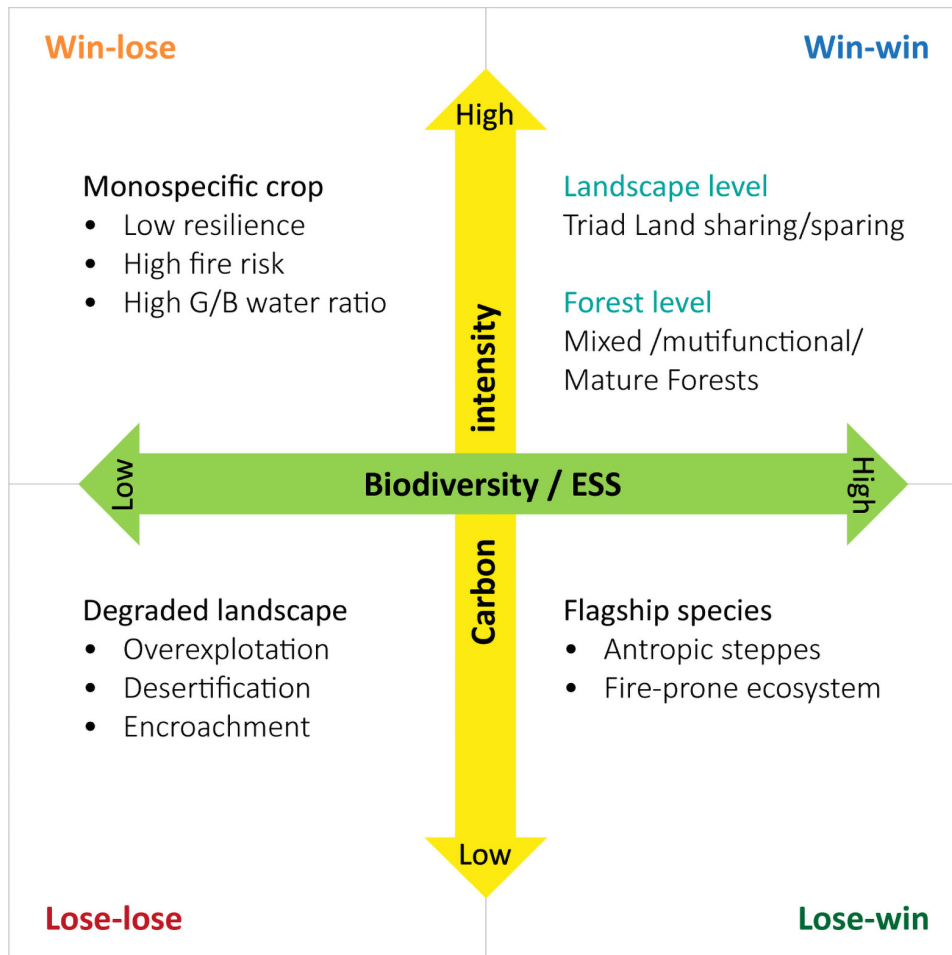 Win-lose
Win-win
High
Monospecific crop
• Low resilience
• High fire risk
• High G/B water ratio
Landscape level
Triad Land sharing/sparing
Forest level
Mixed /mutifunctional/
Mature Forests
Carbon intensity
Low
Biodiversity / ESS
High
Degraded landscape
• Overexplotation
• Desertification
• Encroachment
Flagship species
• Antropic steppes
• Fire-prone ecosystem
Low
Lose-lose
Lose-win